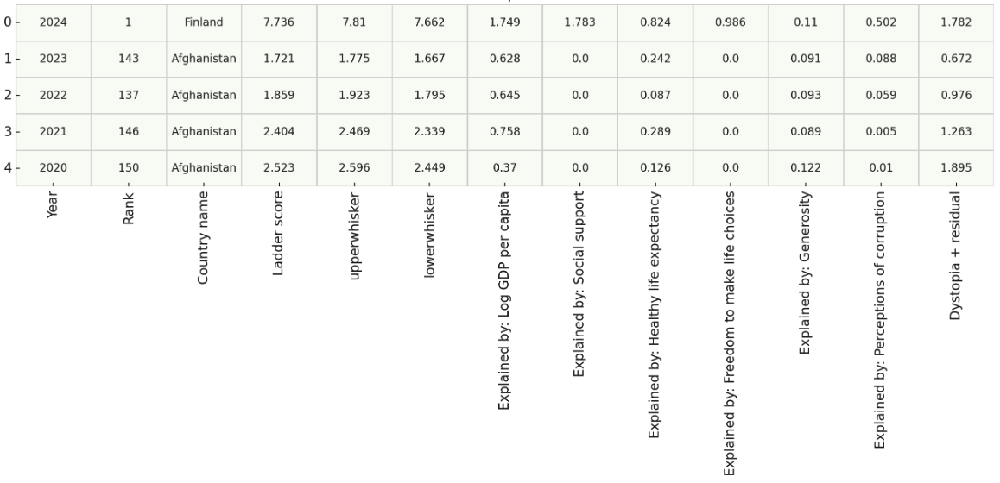 0 2024 1 Finland 7.736 7.81 7.662 1.749 1.783 0.824 0.986 0.11 0.502 1.782
1 2023 143 Afghanistan 1.721 1.775 1.667 0.628 0.0 0.242 0.0 0.091 0.088 0.672
2 2022 137 Afghanistan 1.859 1.923 1.795 0.645 0.0 0.087 0.0 0.093 0.059 0.976
3 2021 146 Afghanistan 2.404 2.469 2.339 0.758 0.0 0.289 0.0 0.089 0.005 1.263
4 2020 150 Afghanistan 2.523 2.596 2.449 0.37 0.0 0.126 0.0 0.122 0.01 1.895
Year
Rank
Country name
Ladder score
upperwhisker
lowerwhisker
Explained by: Log GDP per capita
Explained by: Social support
Explained by: Healthy life expectancy
Explained by: Freedom to make life choices
Explained by: Generosity
Explained by: Perceptions of corruption
Dystopia + residual